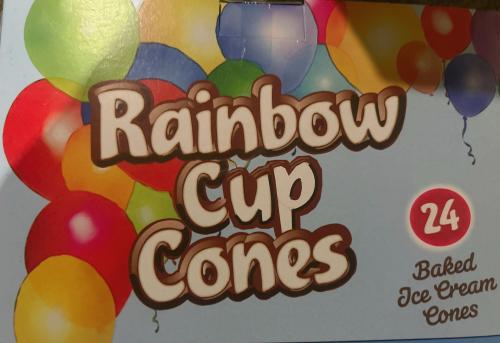 Rainbow
Cup
Cones
24
Baked
Ice Cream
Cones